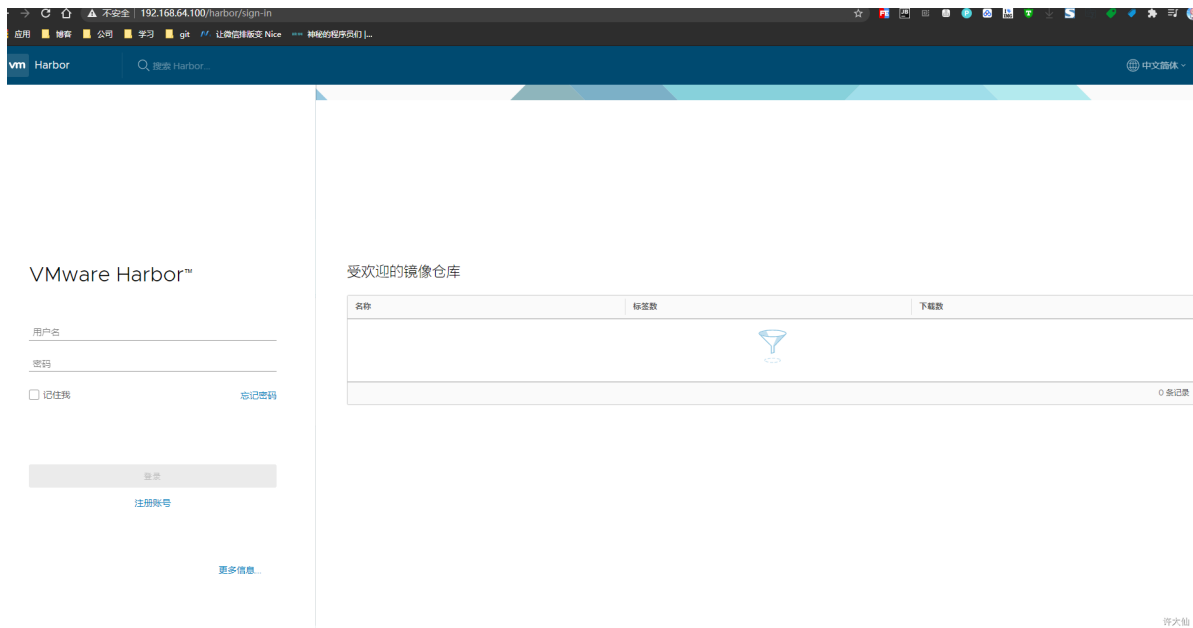 不安全 | 192.168.64.100/harbor/sign-in
应用 博客 公司 学习 git 让微信排版变 Nice 神秘的程序员们 |...
vm Harbor 搜索 Harbor... 中文简体
VMware Harbor™
用户名
密码
记住我 忘记密码
登录
注册账号
更多信息...
受欢迎的镜像仓库
名称 标签数 下载数
0 条记录
许大仙